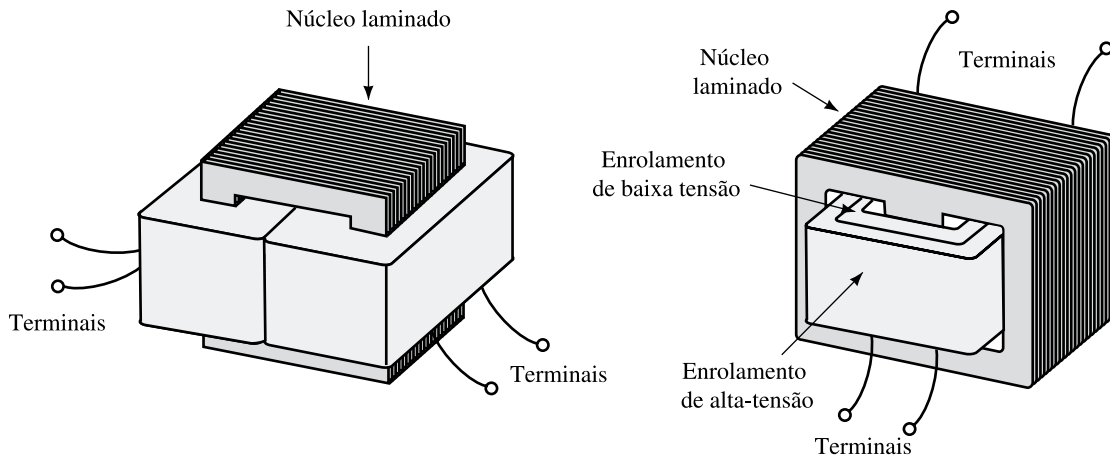 Núcleo laminado
Terminais
Terminais
Núcleo
laminado
Terminais
Enrolamento
de baixa tensão
Enrolamento
de alta-tensão
Terminais